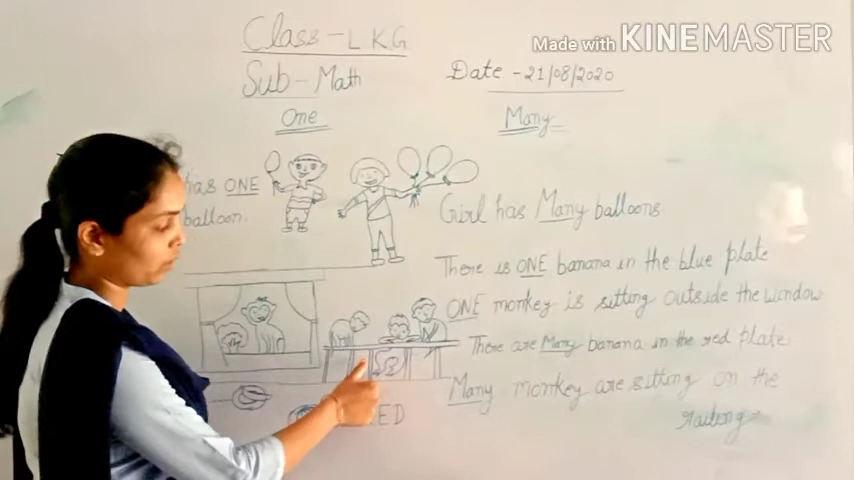 Made with KINEMASTER
Class - LKG
Sub - Math
Date - 21/08/2020
One
Many
has ONE
balloon.
Girl has Many balloons.
There is ONE banana in the blue plate
ONE monkey is sitting outside the window
There are Many banana in the red plate
Many monkey are sitting on the
railing
ED